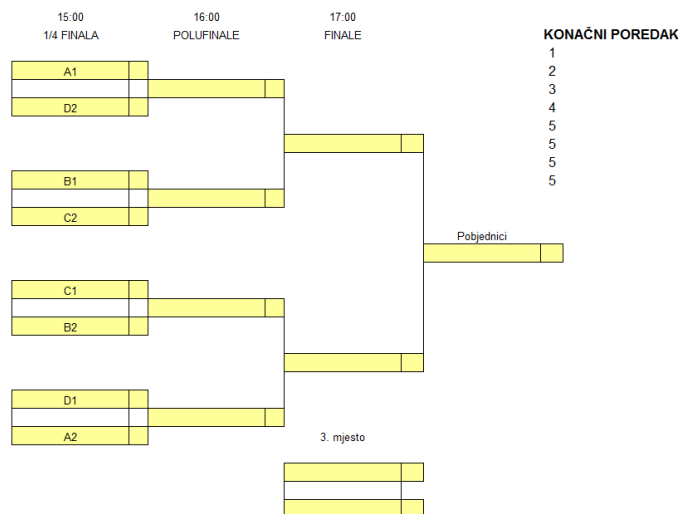 15:00 16:00 17:00
1/4 FINALA POLUFINALE FINALE KONAČNI POREDAK
1
A1 2
3
D2 4
5
5
5
B1 5
C2
Pobjednici
C1
B2
D1
A2 3. mjesto